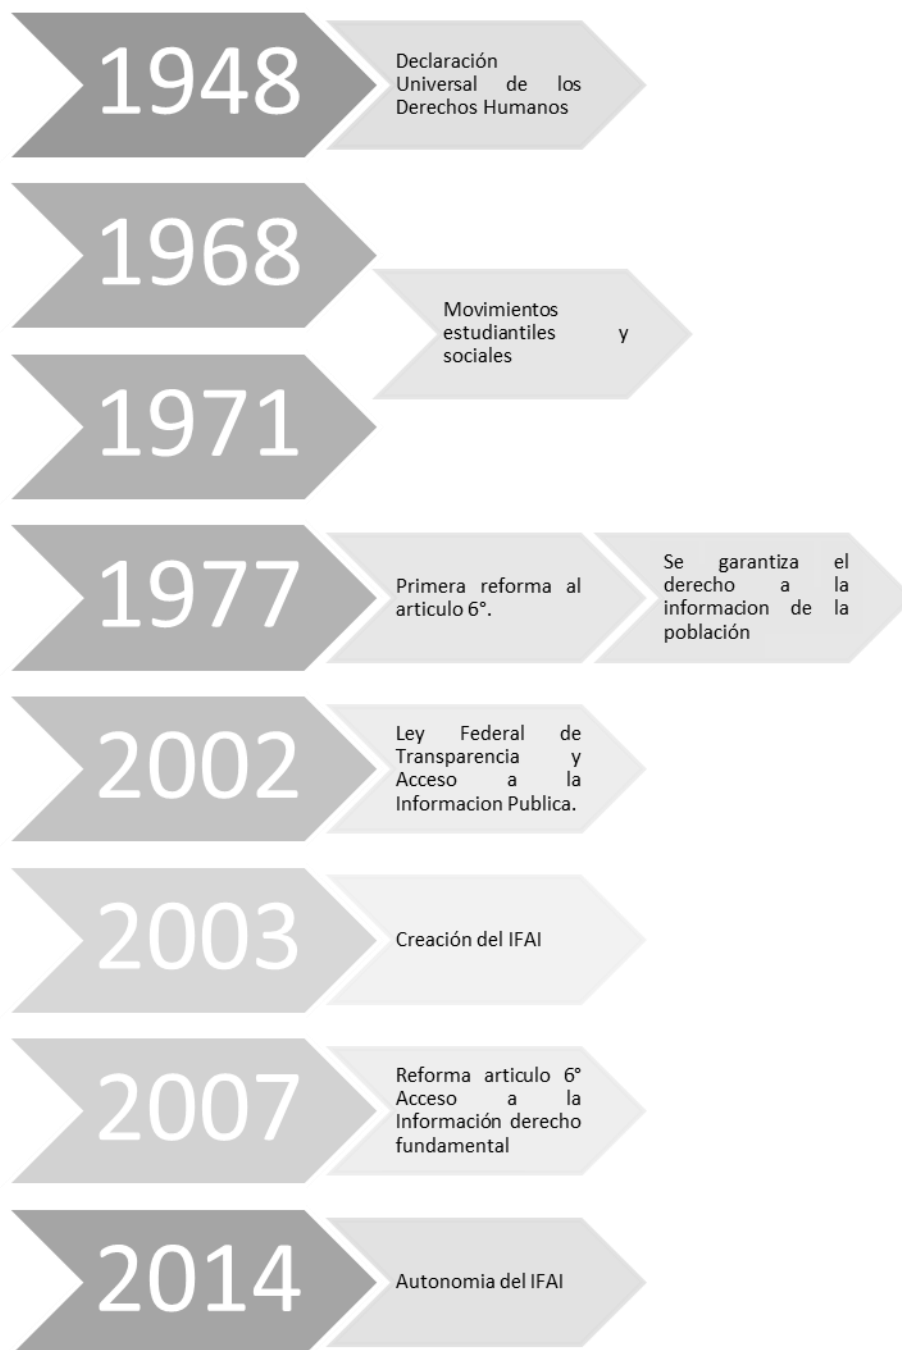 1948
Declaración
Universal de los
Derechos Humanos
1968
1971
Movimientos
estudiantiles y
sociales
1977
Primera reforma al
articulo 6°.
Se garantiza el
derecho a la
informacion de la
población
2002
Ley Federal de
Transparencia y
Acceso a la
Informacion Publica.
2003
Creación del IFAI
2007
Reforma articulo 6°
Acceso a la
Información derecho
fundamental
2014
Autonomia del IFAI